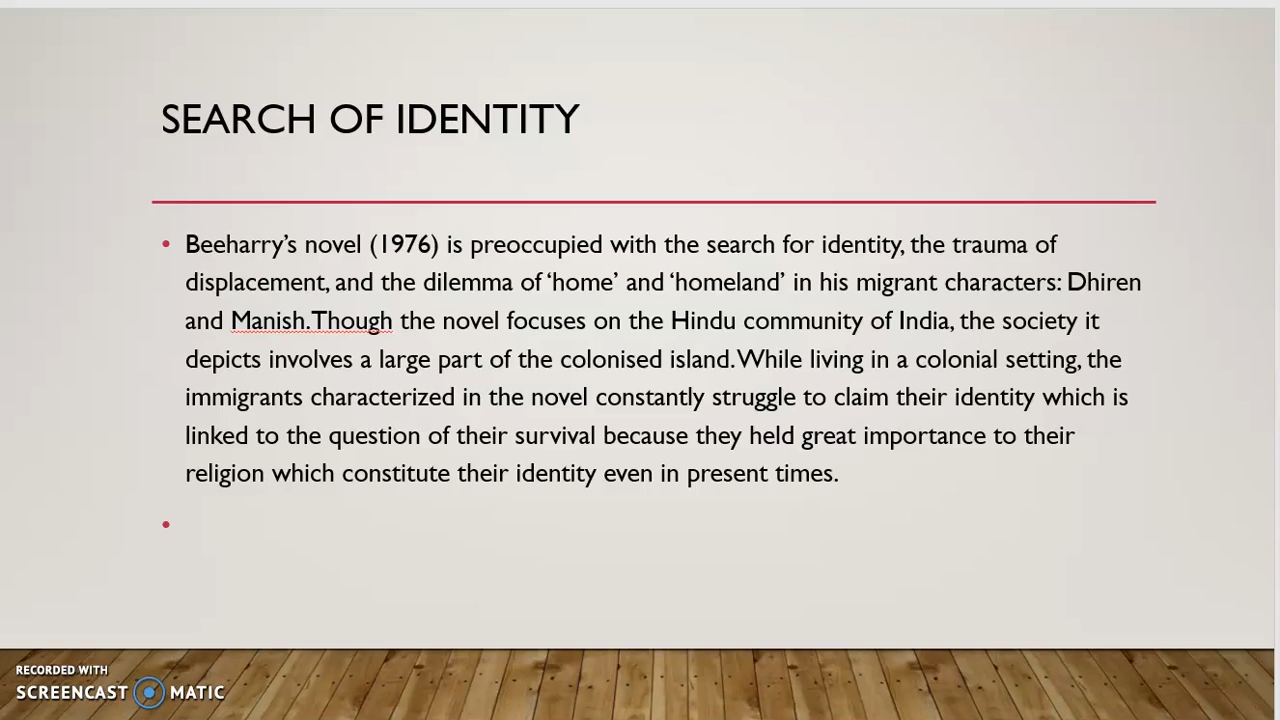 SEARCH OF IDENTITY
• Beeharry’s novel (1976) is preoccupied with the search for identity, the trauma of
displacement, and the dilemma of ‘home’ and ‘homeland’ in his migrant characters: Dhiren
and Manish.Though the novel focuses on the Hindu community of India, the society it
depicts involves a large part of the colonised island. While living in a colonial setting, the
immigrants characterized in the novel constantly struggle to claim their identity which is
linked to the question of their survival because they held great importance to their
religion which constitute their identity even in present times.
•
RECORDED WITH
SCREENCAST MATIC